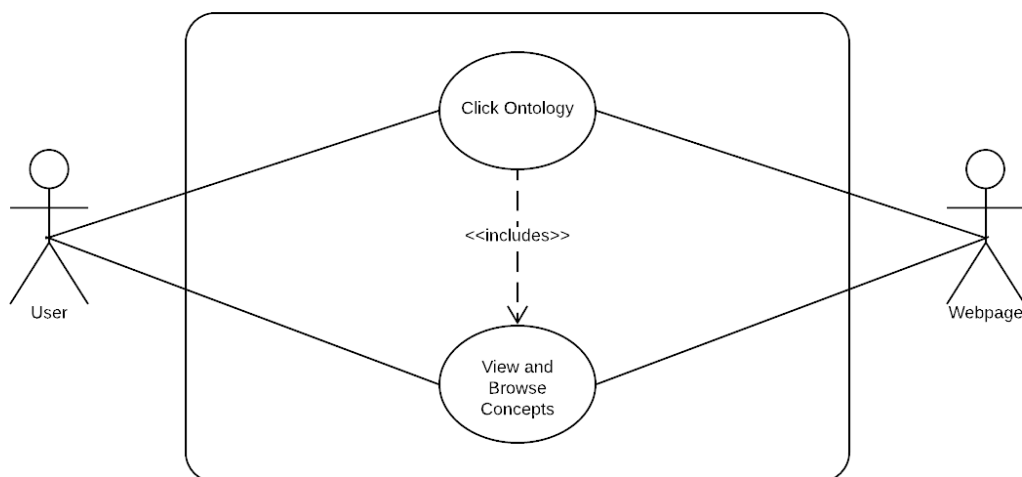 Click Ontology
<<includes>>
User
Webpage
View and
Browse
Concepts